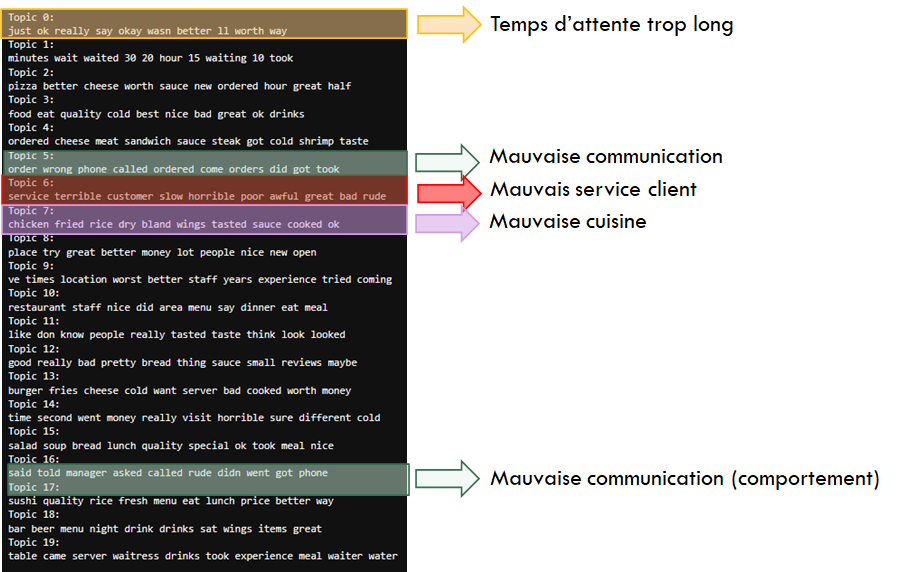 Topic 0:
just ok really say okay wasn better ll worth way
Topic 1:
minutes wait waited 30 20 hour 15 waiting 10 took
Topic 2:
pizza better cheese worth sauce new ordered hour great half
Topic 3:
food eat quality cold best nice bad great ok drinks
Topic 4:
ordered cheese meat sandwich sauce steak got cold shrimp taste
Topic 5:
order wrong phone called ordered come orders did got took
Topic 6:
service terrible customer slow horrible poor awful great bad rude
Topic 7:
chicken fried rice dry bland wings tasted sauce cooked ok
Topic 8:
place try great better money lot people nice new open
Topic 9:
ve times location worst better staff years experience tried coming
Topic 10:
restaurant staff nice did area menu say dinner eat meal
Topic 11:
like don know people really tasted taste think look looked
Topic 12:
good really bad pretty bread thing sauce small reviews maybe
Topic 13:
burger fries cheese cold want server bad cooked worth money
Topic 14:
time second went money really visit horrible sure different cold
Topic 15:
salad soup bread lunch quality special ok took meal nice
Topic 16:
said told manager asked called rude didn went got phone
Topic 17:
sushi quality rice fresh menu eat lunch price better way
Topic 18:
bar beer menu night drink drinks sat wings items great
Topic 19:
table came server waitress drinks took experience meal waiter water
Temps d’attente trop long
Mauvaise communication
Mauvais service client
Mauvaise cuisine
Mauvaise communication (comportement)